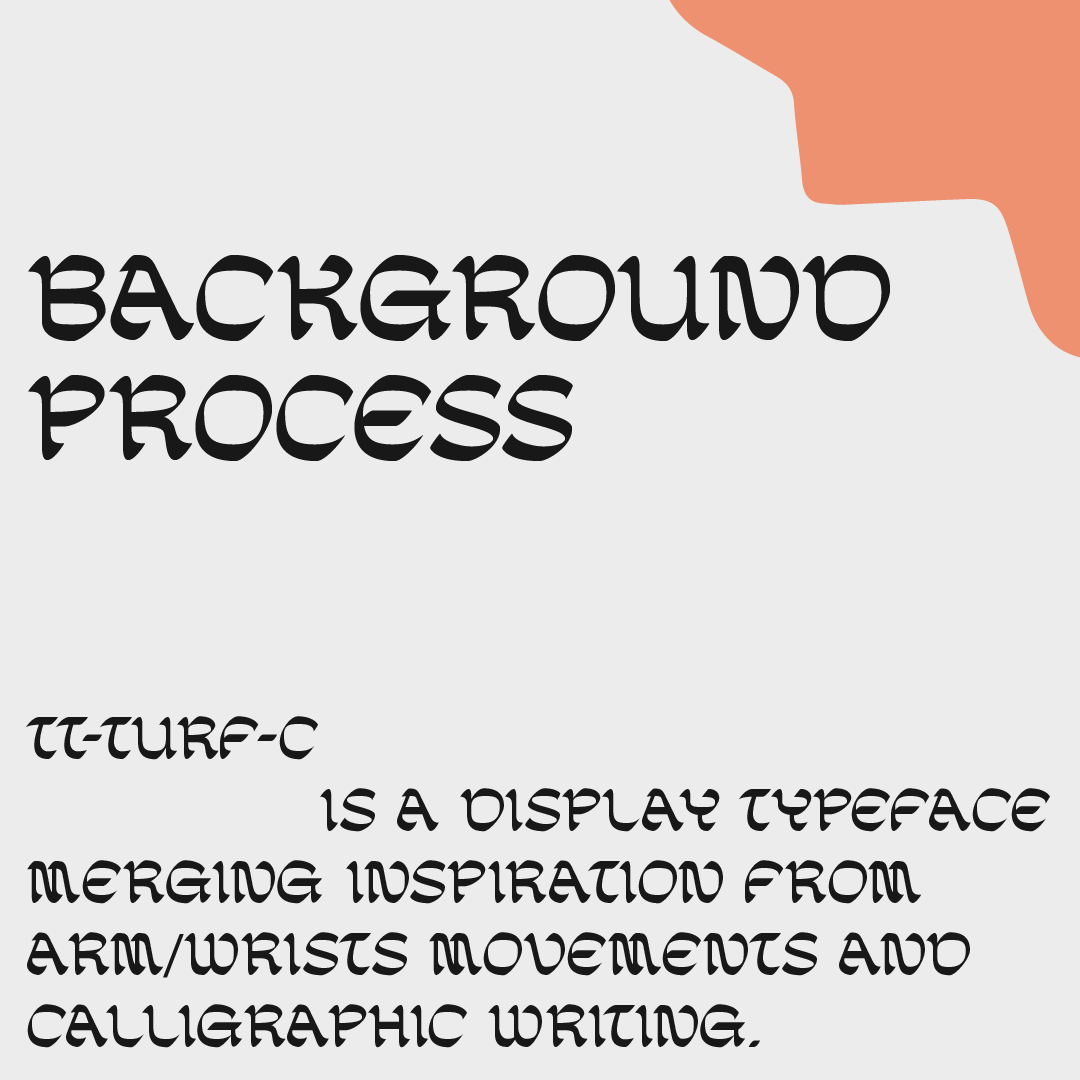 BACKGROUND
PROCESS
TT-TURF-C
IS A DISPLAY TYPEFACE
MERGING INSPIRATION FROM
ARM/WRISTS MOVEMENTS AND
CALLIGRAPHIC WRITING.